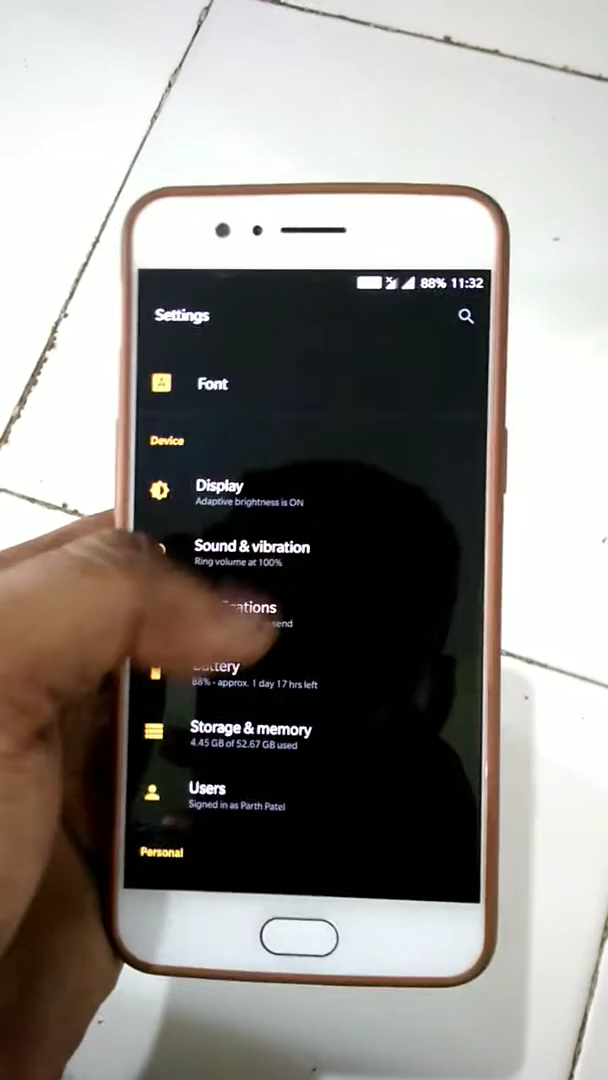 88% 11:32
Settings
Font
Device
Display
Adaptive brightness is ON
Sound & vibration
Ring volume at 100%
send
Battery
88% - approx. 1 day 17 hrs left
Storage & memory
4.45 GB of 52.67 GB used
Users
Signed in as Parth Patel
Personal